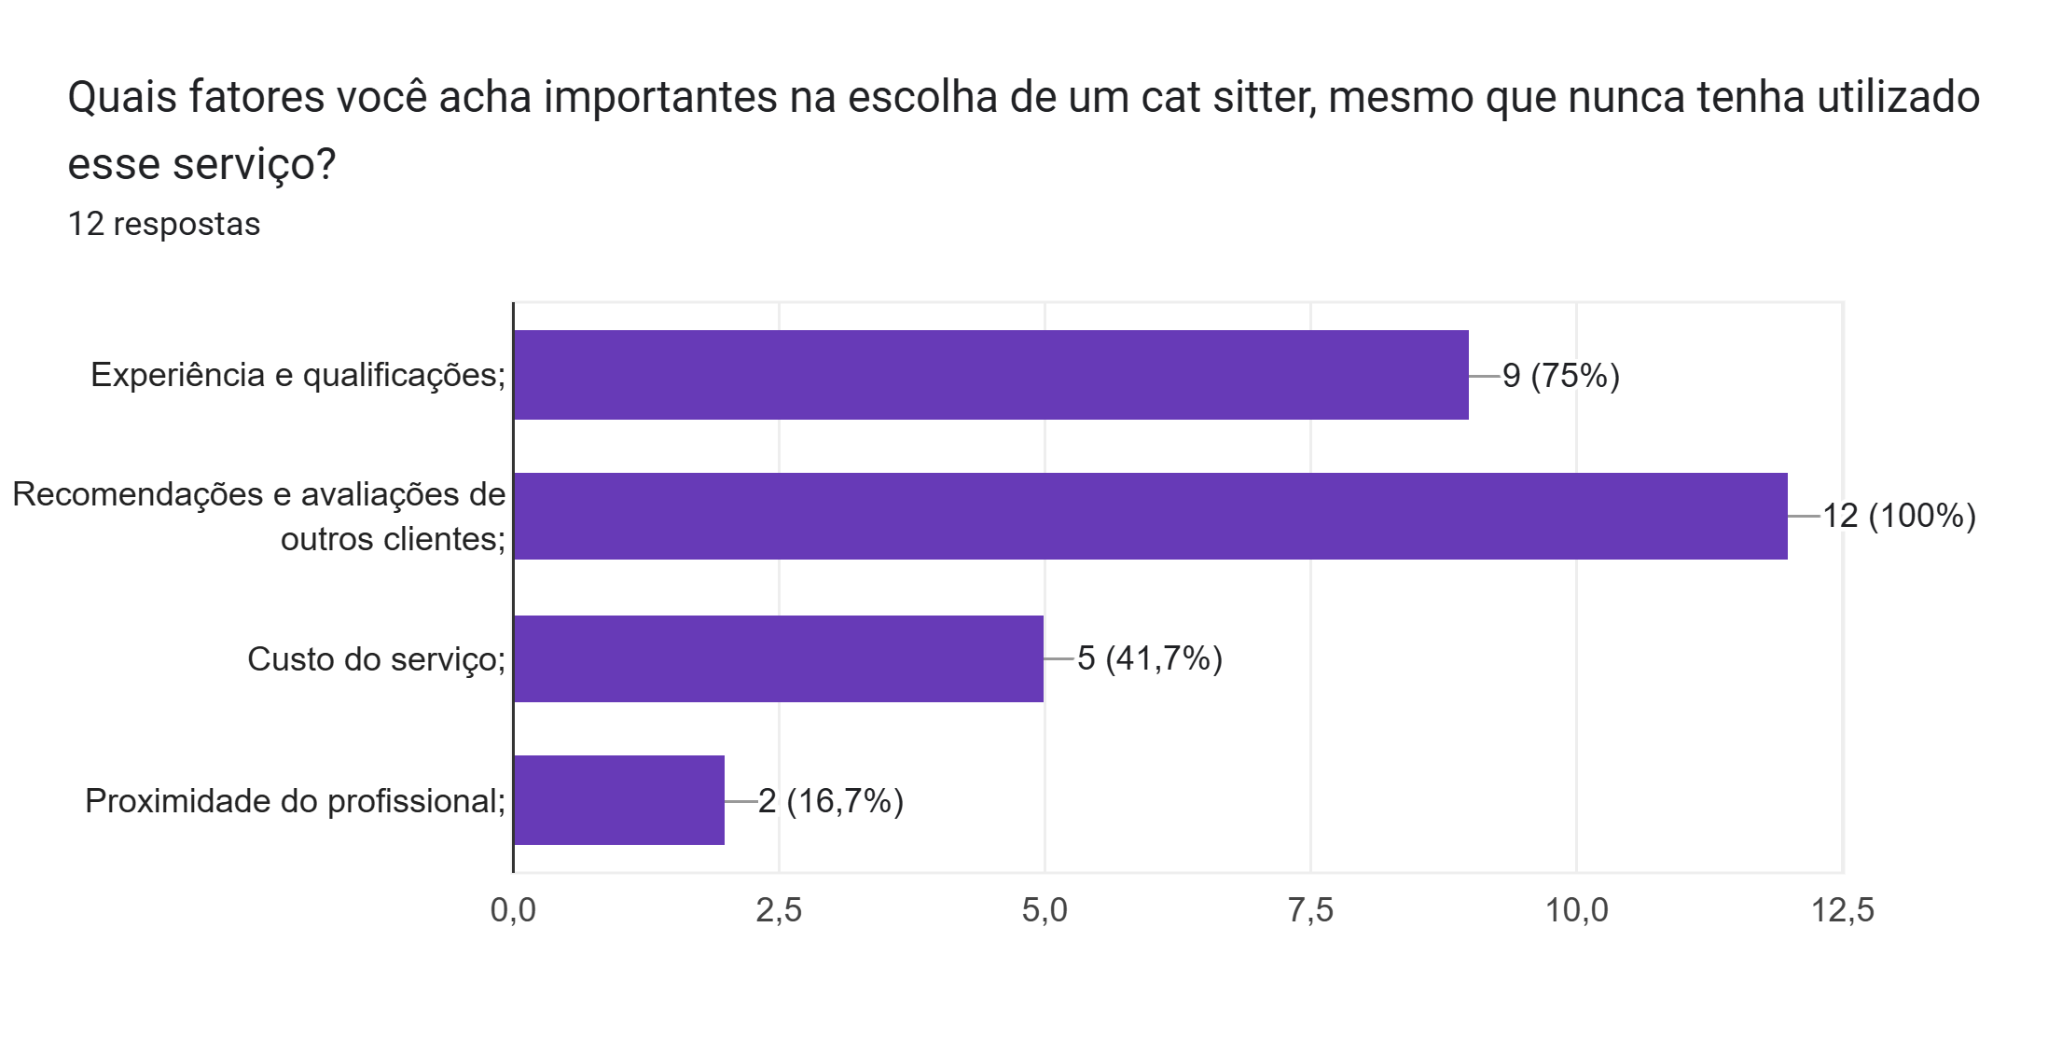 Quais fatores você acha importantes na escolha de um cat sitter, mesmo que nunca tenha utilizado
esse serviço?
12 respostas
Experiência e qualificações;
9 (75%)
Recomendações e avaliações de
outros clientes;
12 (100%)
Custo do serviço;
5 (41,7%)
Proximidade do profissional;
2 (16,7%)
0,0
2,5
5,0
7,5
10,0
12,5